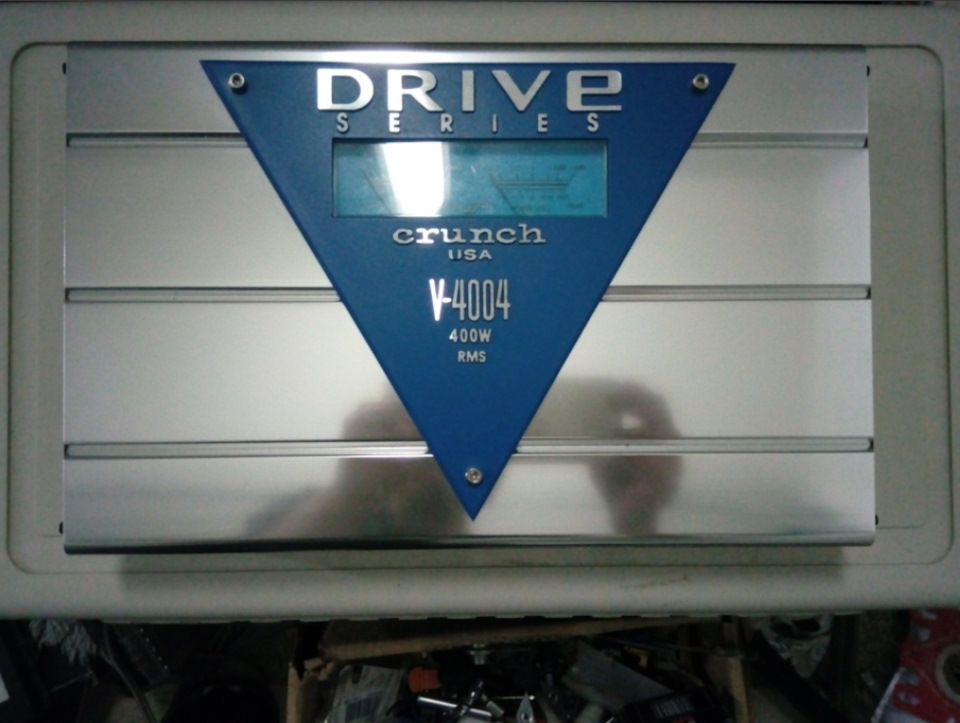 DRIVE
SERIES
crunch
USA
V-4004
400W
RMS